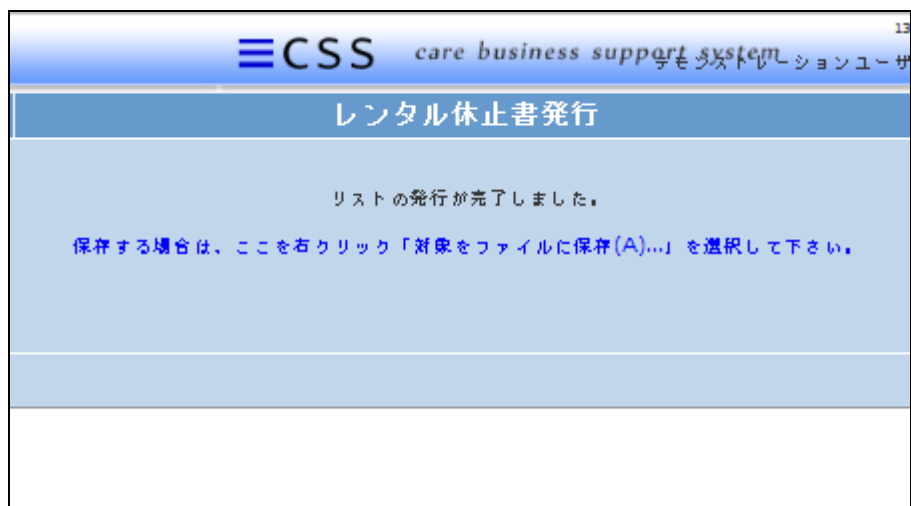 13
≡CSS care business support system
デモンストレーションユーザ
レンタル休止書発行
リストの発行が完了しました。
保存する場合は、ここを右クリック「対象をファイルに保存(A)...」を選択して下さい。